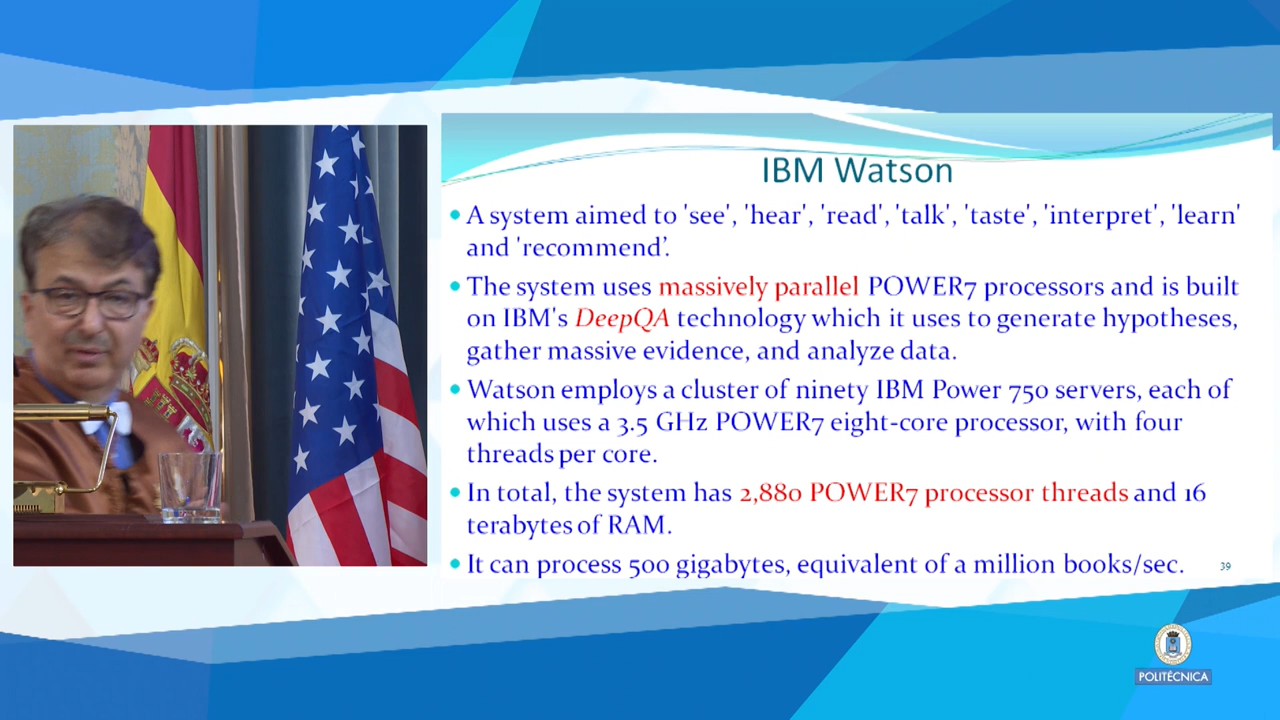 IBM Watson
• A system aimed to 'see', 'hear', 'read', 'talk', 'taste', 'interpret', 'learn'
and 'recommend'.
• The system uses massively parallel POWER7 processors and is built
on IBM's DeepQA technology which it uses to generate hypotheses,
gather massive evidence, and analyze data.
• Watson employs a cluster of ninety IBM Power 750 servers, each of
which uses a 3.5 GHz POWER7 eight-core processor, with four
threads per core.
• In total, the system has 2,880 POWER7 processor threads and 16
terabytes of RAM.
• It can process 500 gigabytes, equivalent of a million books/sec.
39
POLITÉCNICA